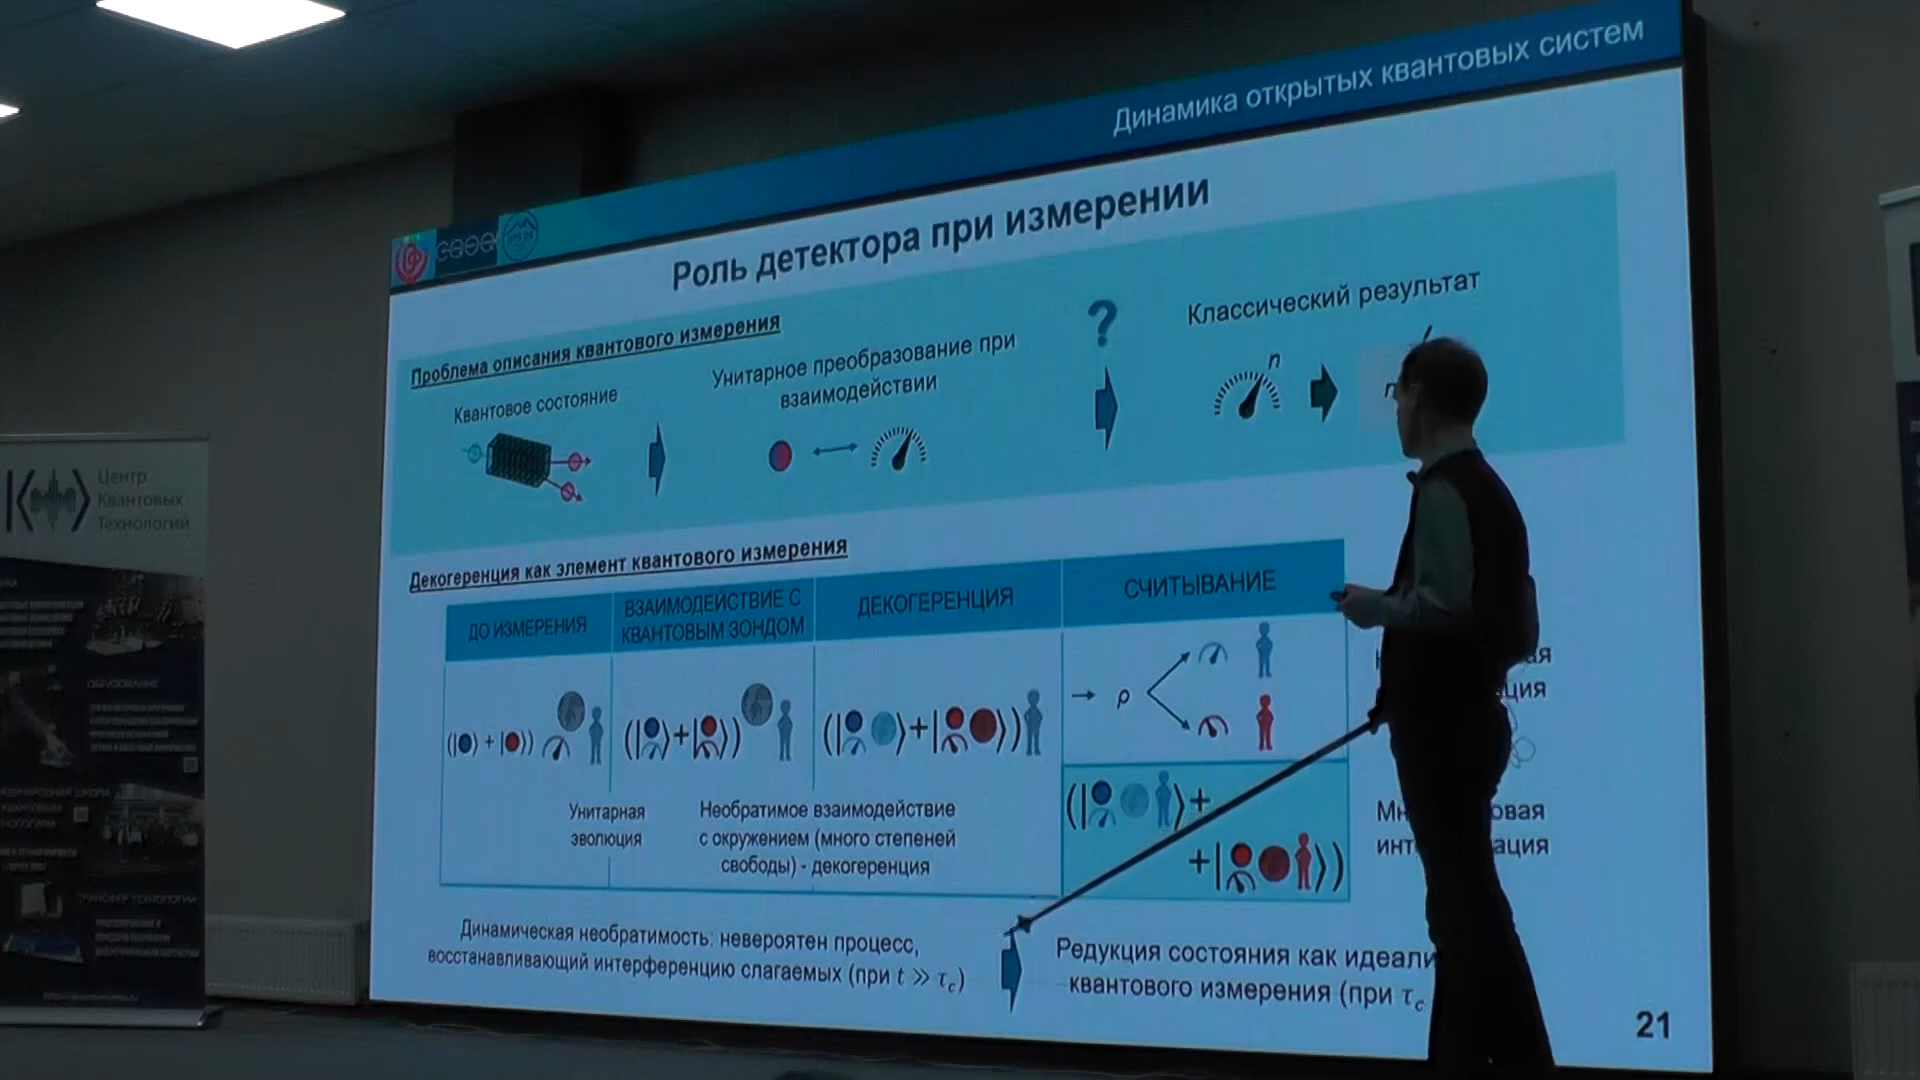 Динамика открытых квантовых систем
Роль детектора при измерении
Проблема описания квантового измерения
Квантовое состояние
Унитарное преобразование при
взаимодействии
?
Классический результат
n
Декогеренция как элемент квантового измерения
ДО ИЗМЕРЕНИЯ
ВЗАИМОДЕЙСТВИЕ С
КВАНТОВЫМ ЗОНДОМ
ДЕКОГЕРЕНЦИЯ
СЧИТЫВАНИЕ
ρ
Унитарная
эволюция
Необратимое взаимодействие
с окружением (много степеней
свободы) - декогеренция
Динамическая необратимость: невероятен процесс,
восстанавливающий интерференцию слагаемых (при t ≫ τc)
Редукция состояния как идеали
квантового измерения (при τc
21
Центр
Квантовых
Технологий
ОБРАЗОВАНИЕ
ТРАНСФЕР ТЕХНОЛОГИИ